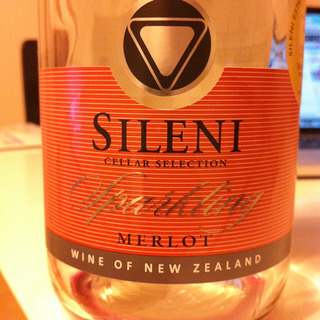 SILENI
CELLAR SELECTION
Sparkling
MERLOT
WINE OF NEW ZEALAND